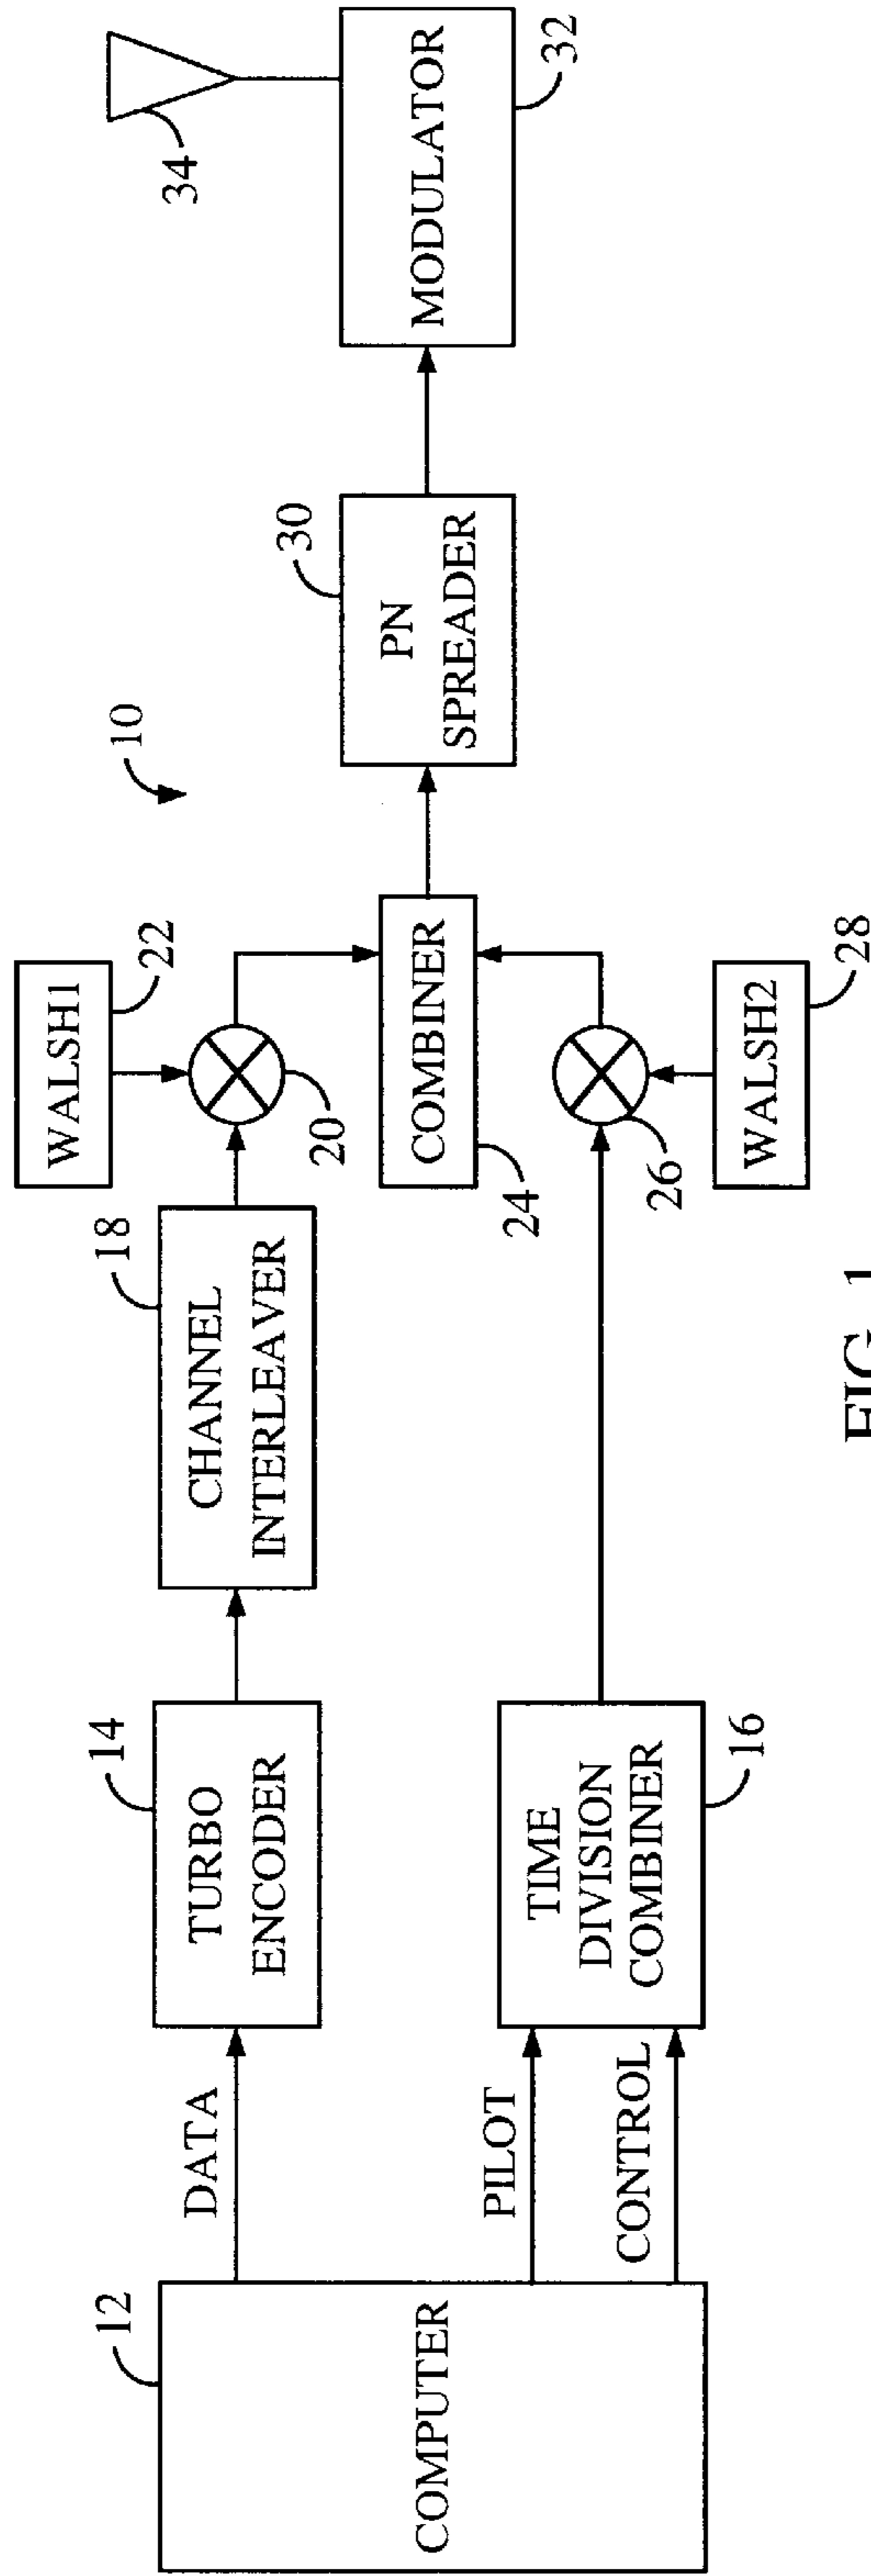 34
MODULATOR
32
30
PN
SPREADER
10
WALSH1
22
20
COMBINER
24
26
WALSH2
28
18
CHANNEL
INTERLEAVER
14
TURBO
ENCODER
TIME
DIVISION
COMBINER
16
DATA
PILOT
CONTROL
12
COMPUTER
FIG. 1